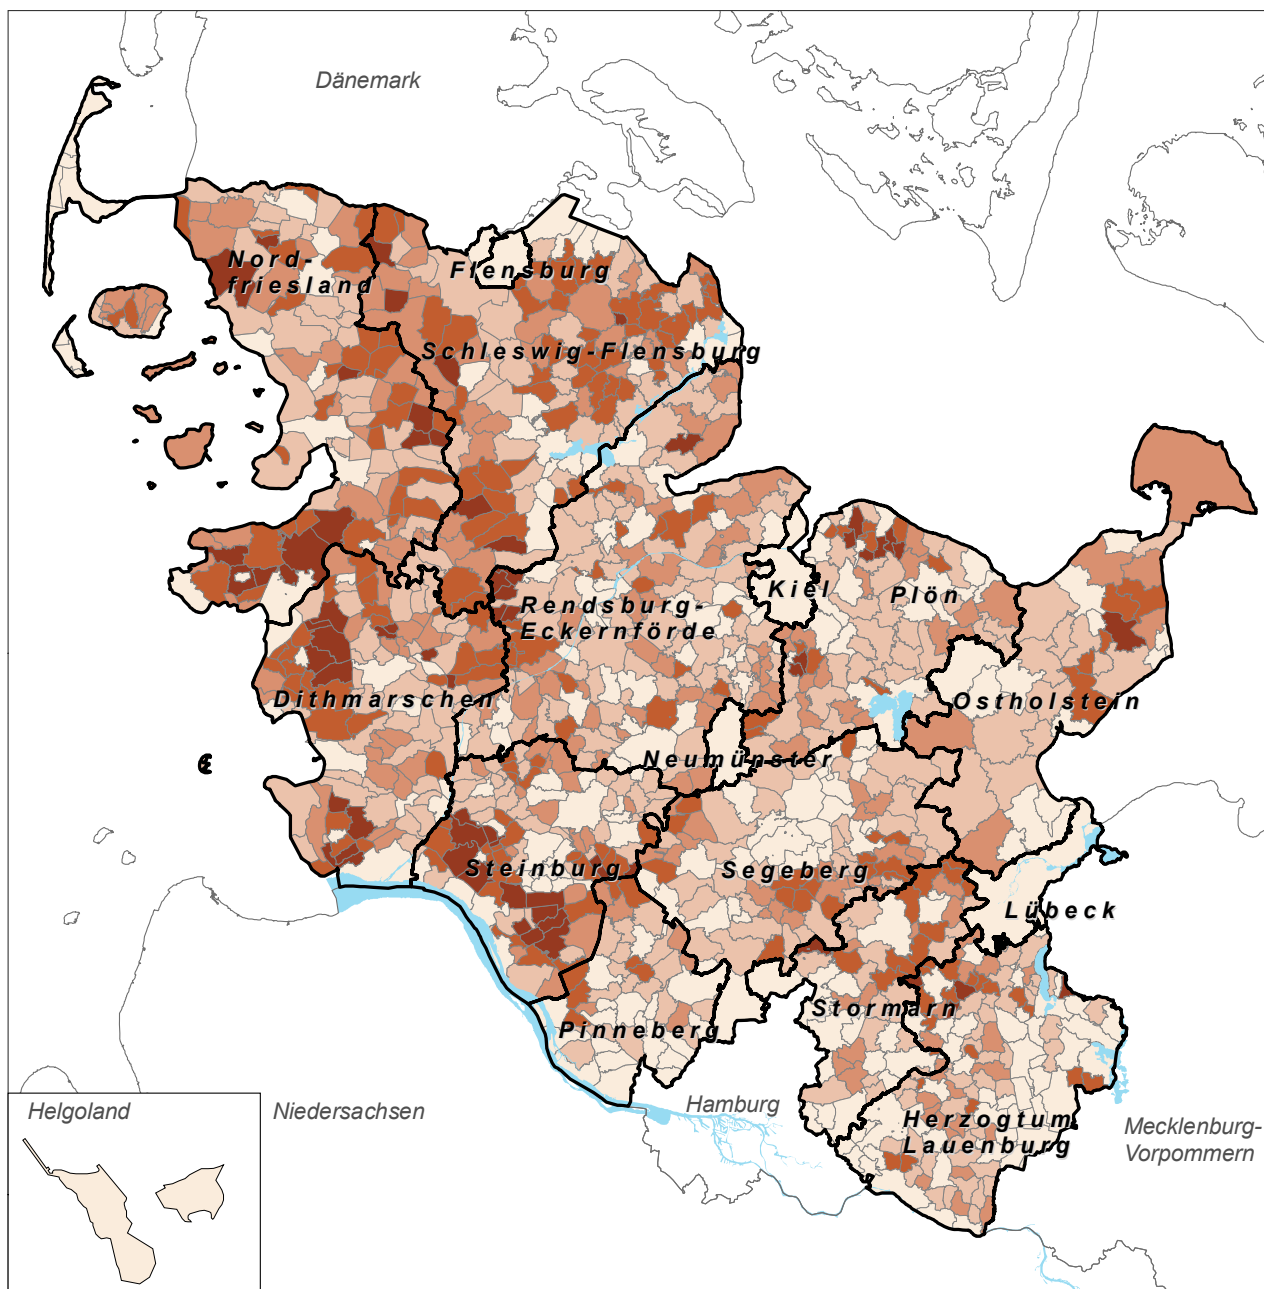 Dänemark
Nord-
friesland
Flensburg
Schleswig-Flensburg
Kiel
Plön
Rendsburg-
Eckernförde
Dithmarschen
Ostholstein
Neumünster
Steinburg
Segeberg
Lübeck
Stormarn
Pinneberg
Helgoland
Niedersachsen
Hamburg
Herzogtum
Lauenburg
Mecklenburg-
Vorpommern